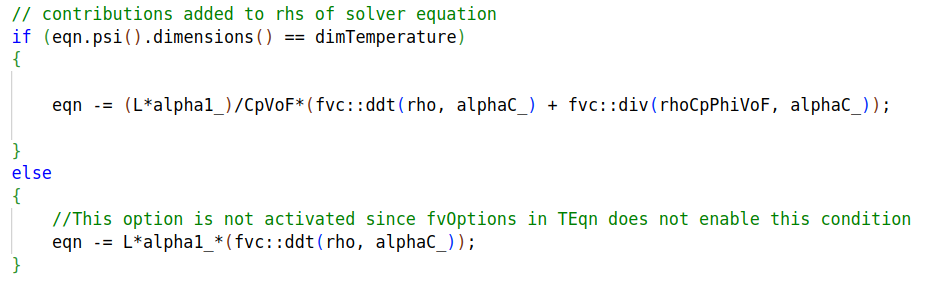 // contributions added to rhs of solver equation
if (eqn.psi().dimensions() == dimTemperature)
{
eqn -= (L*alpha1_)/CpVoF*(fvc::ddt(rho, alphaC_) + fvc::div(rhoCpPhiVoF, alphaC_));
}
else
{
//This option is not activated since fvOptions in TEqn does not enable this condition
eqn -= L*alpha1_*(fvc::ddt(rho, alphaC_));
}